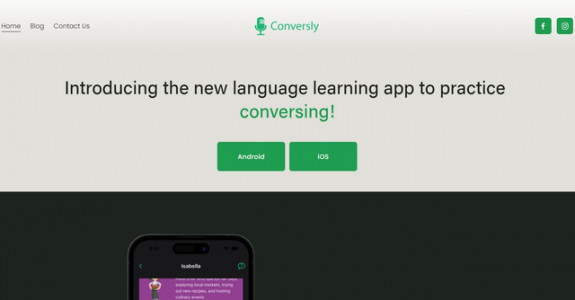 Home Blog Contact Us
Conversly
Introducing the new language learning app to practice
conversing!
Android iOS
Isabella
exploring local markets, trying
out new recipes, and hosting
culinary events